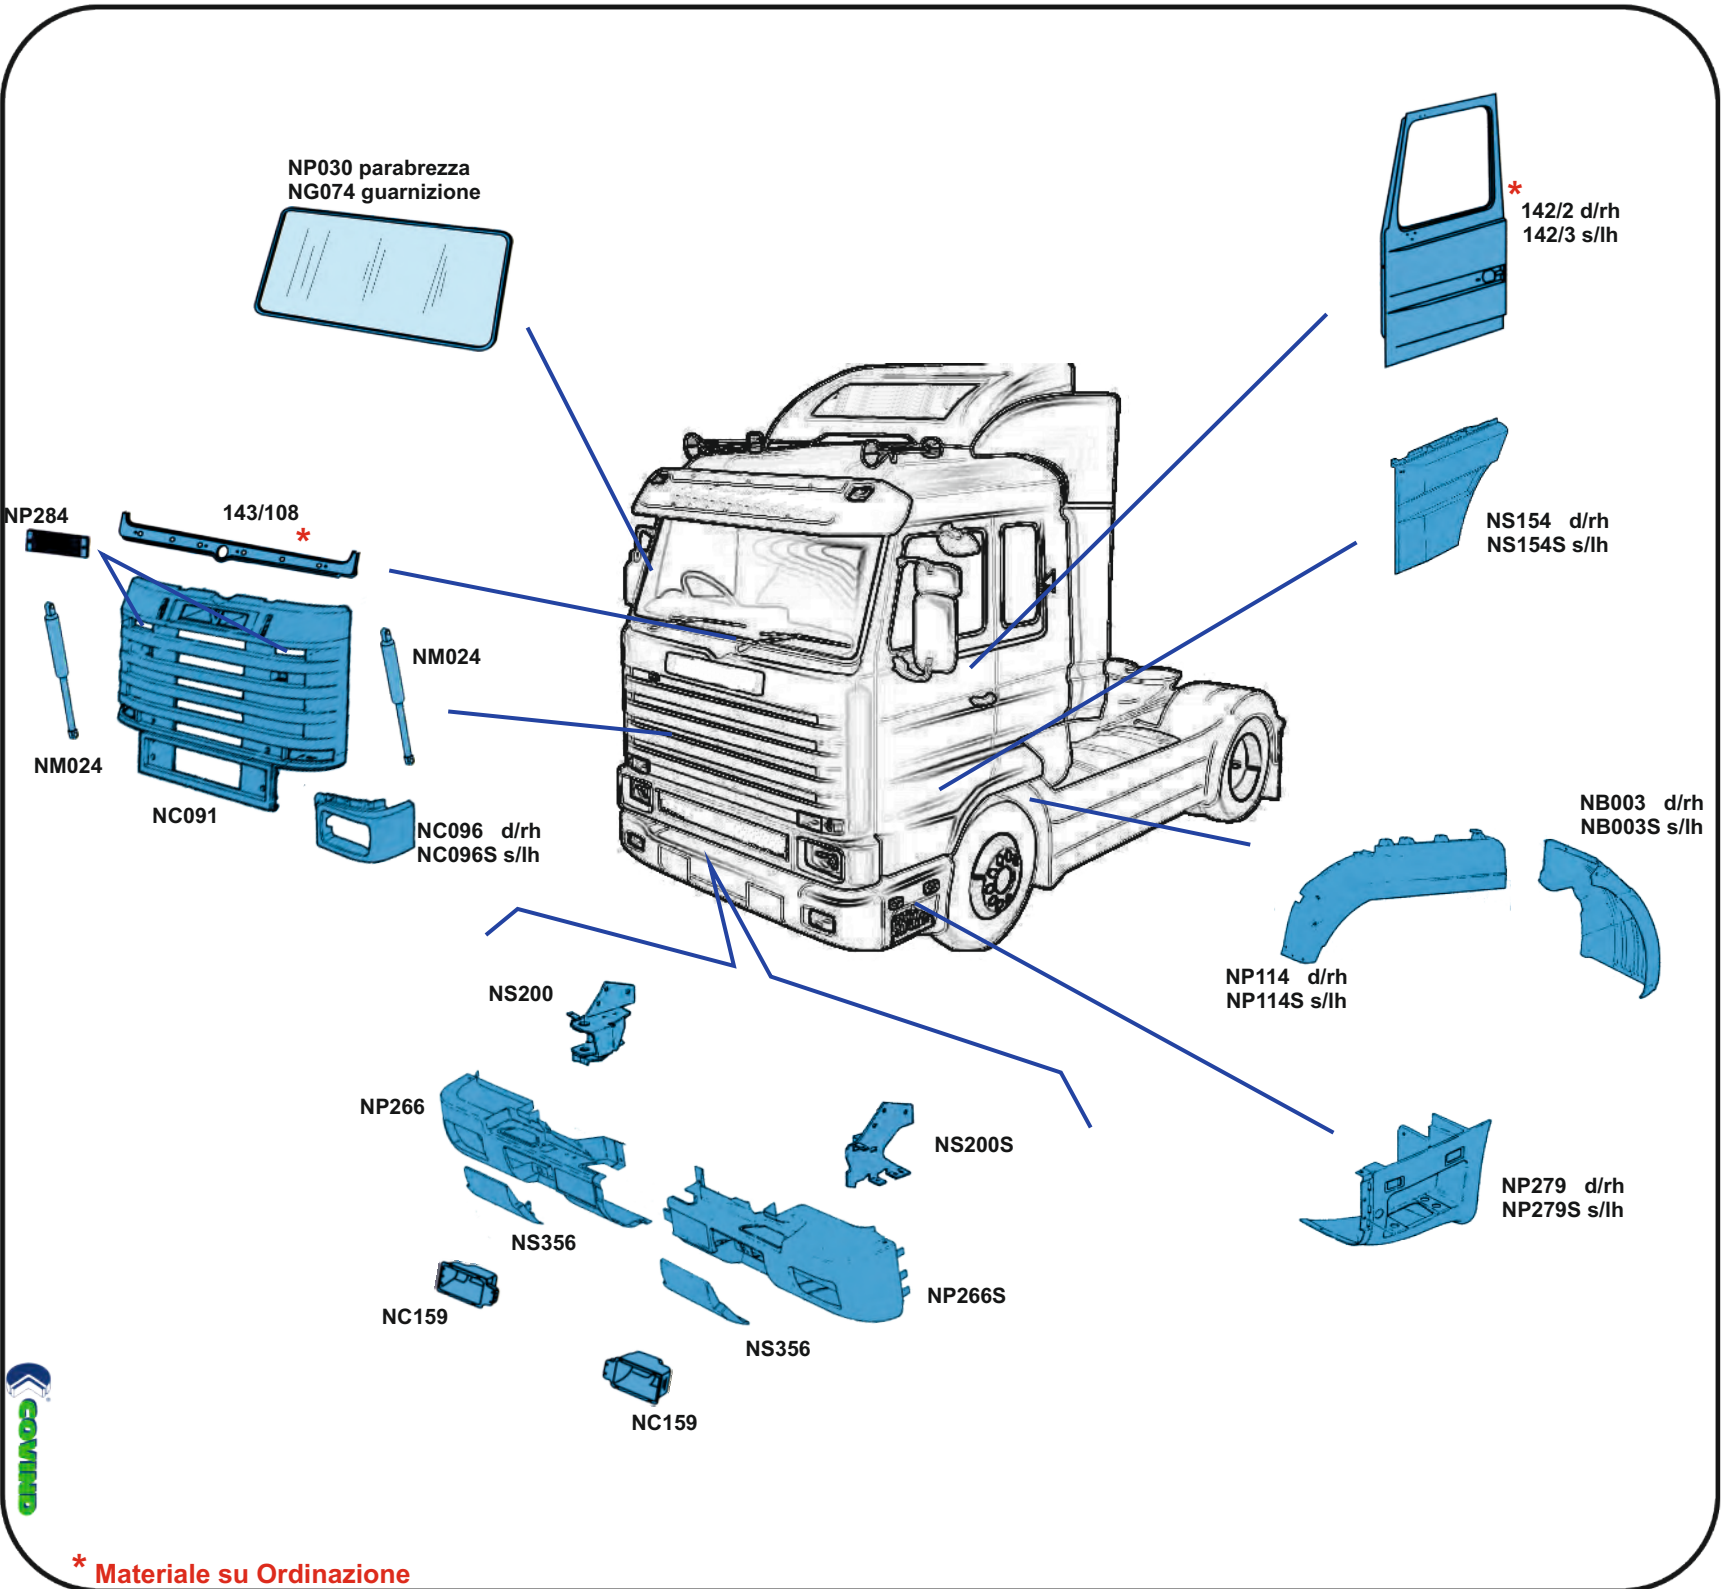 NP030 parabrezza
NG074 guarnizione
*
142/2 d/rh
142/3 s/lh
NS154 d/rh
NS154S s/lh
NP284
143/108
*
NM024
NM024
NC091
NC096 d/rh
NC096S s/lh
NB003 d/rh
NB003S s/lh
NP114 d/rh
NP114S s/lh
NS200
NP266
NS200S
NP279 d/rh
NP279S s/lh
NS356
NC159
NP266S
NS356
NC159
COVIND
* Materiale su Ordinazione